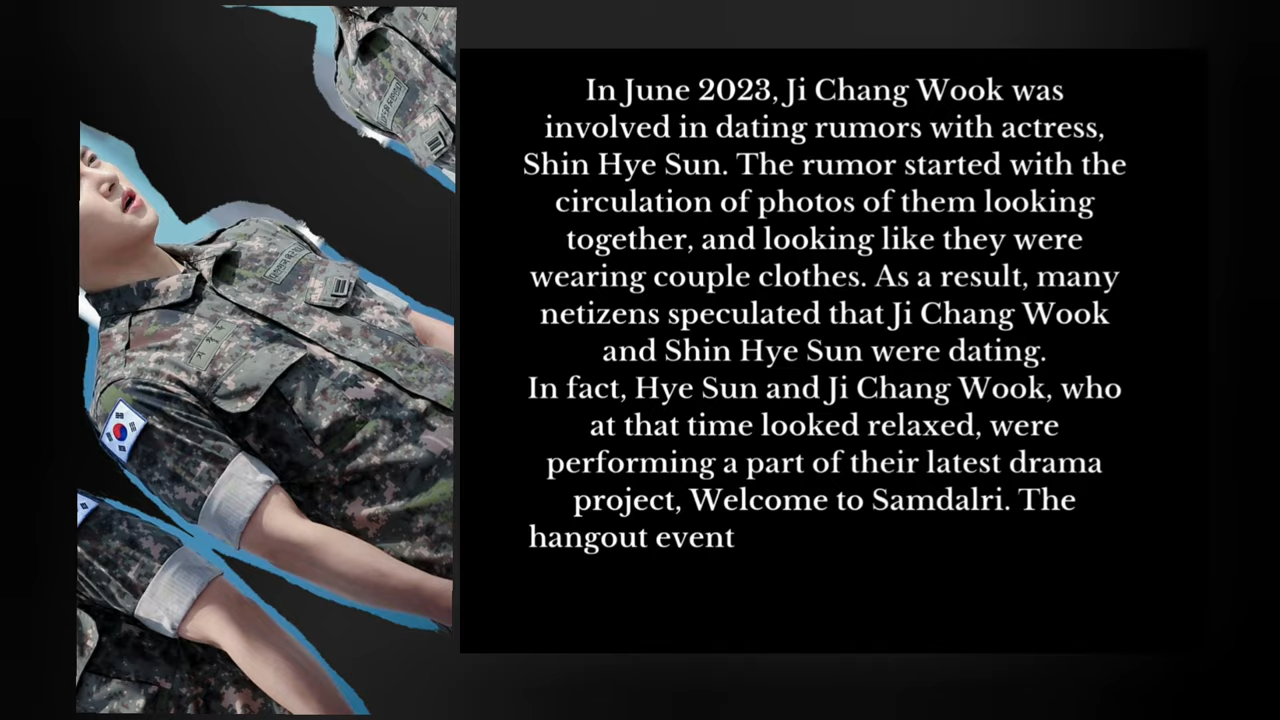 In June 2023, Ji Chang Wook was
involved in dating rumors with actress,
Shin Hye Sun. The rumor started with the
circulation of photos of them looking
together, and looking like they were
wearing couple clothes. As a result, many
netizens speculated that Ji Chang Wook
and Shin Hye Sun were dating.
In fact, Hye Sun and Ji Chang Wook, who
at that time looked relaxed, were
performing a part of their latest drama
project, Welcome to Samdalri. The
hangout event